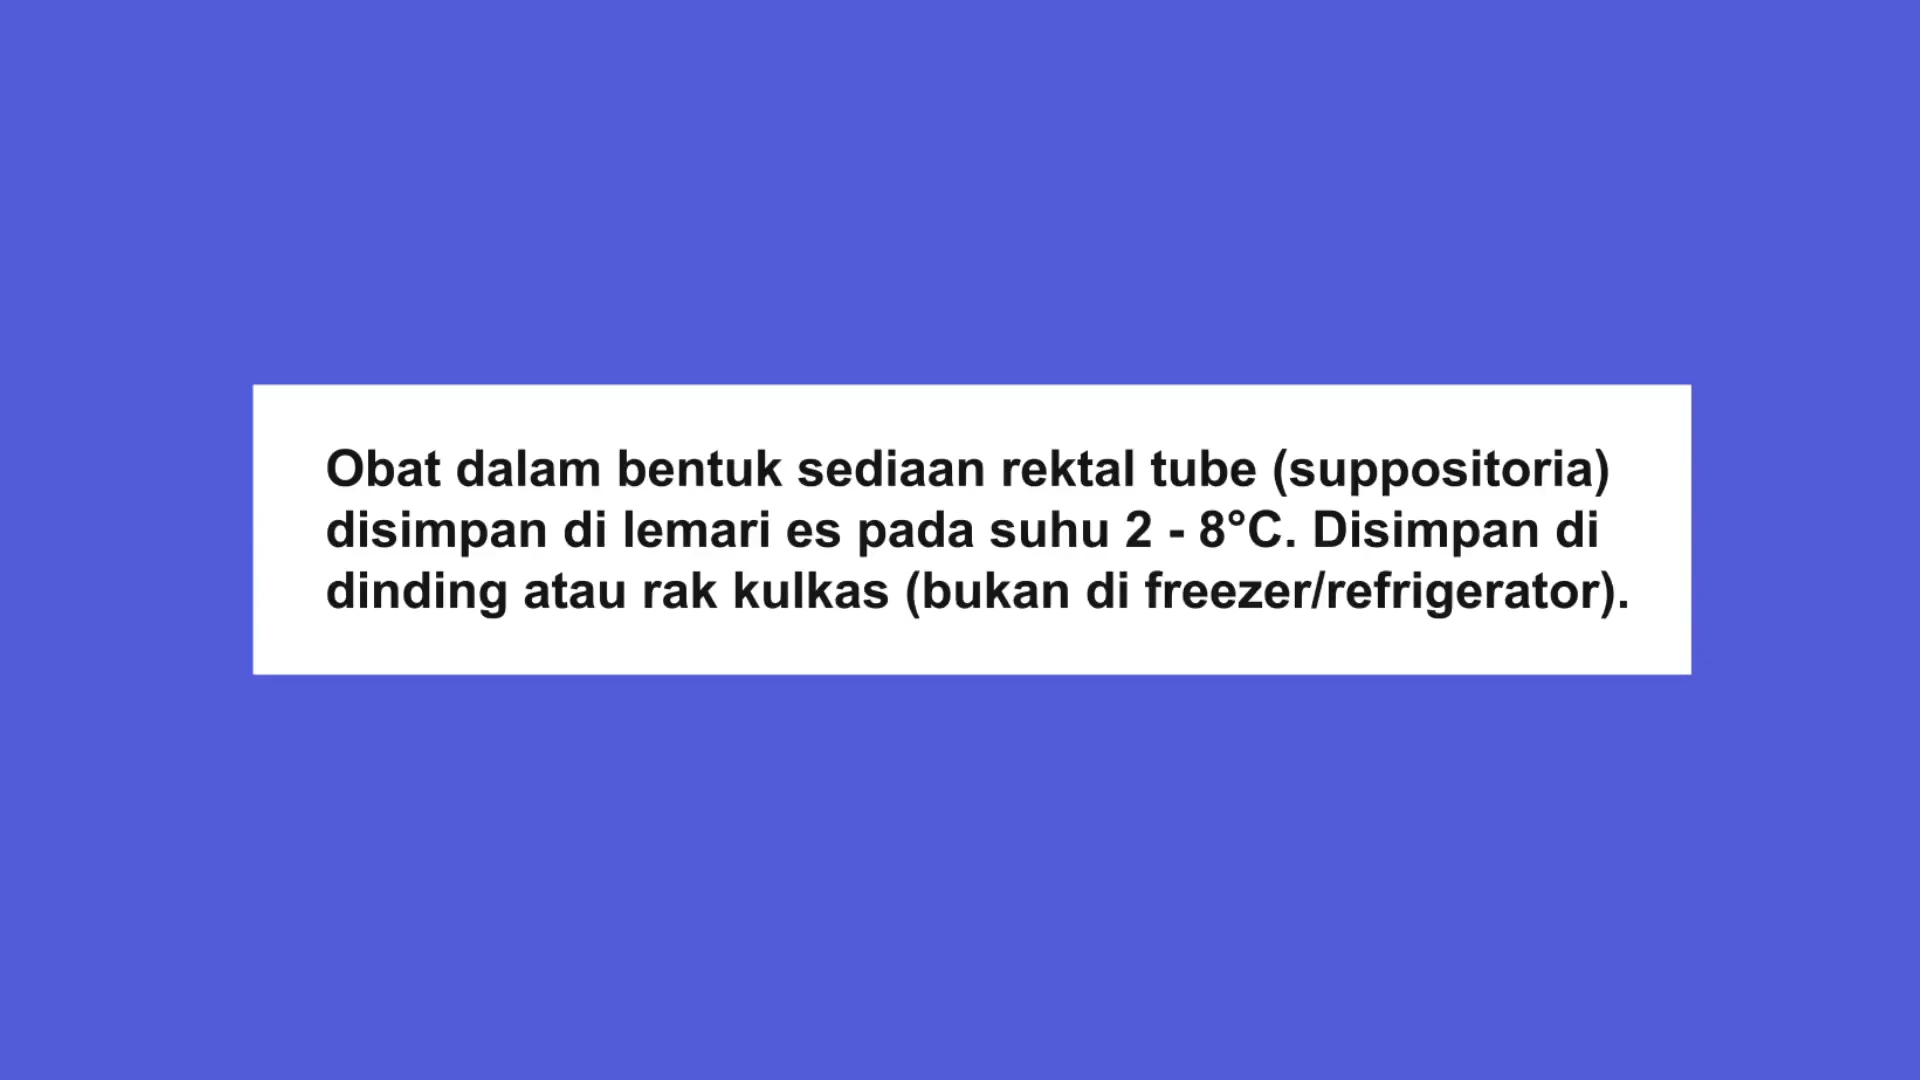 Obat dalam bentuk sediaan rektal tube (suppositoria)
disimpan di lemari es pada suhu 2 - 8°C. Disimpan di
dinding atau rak kulkas (bukan di freezer/refrigerator).